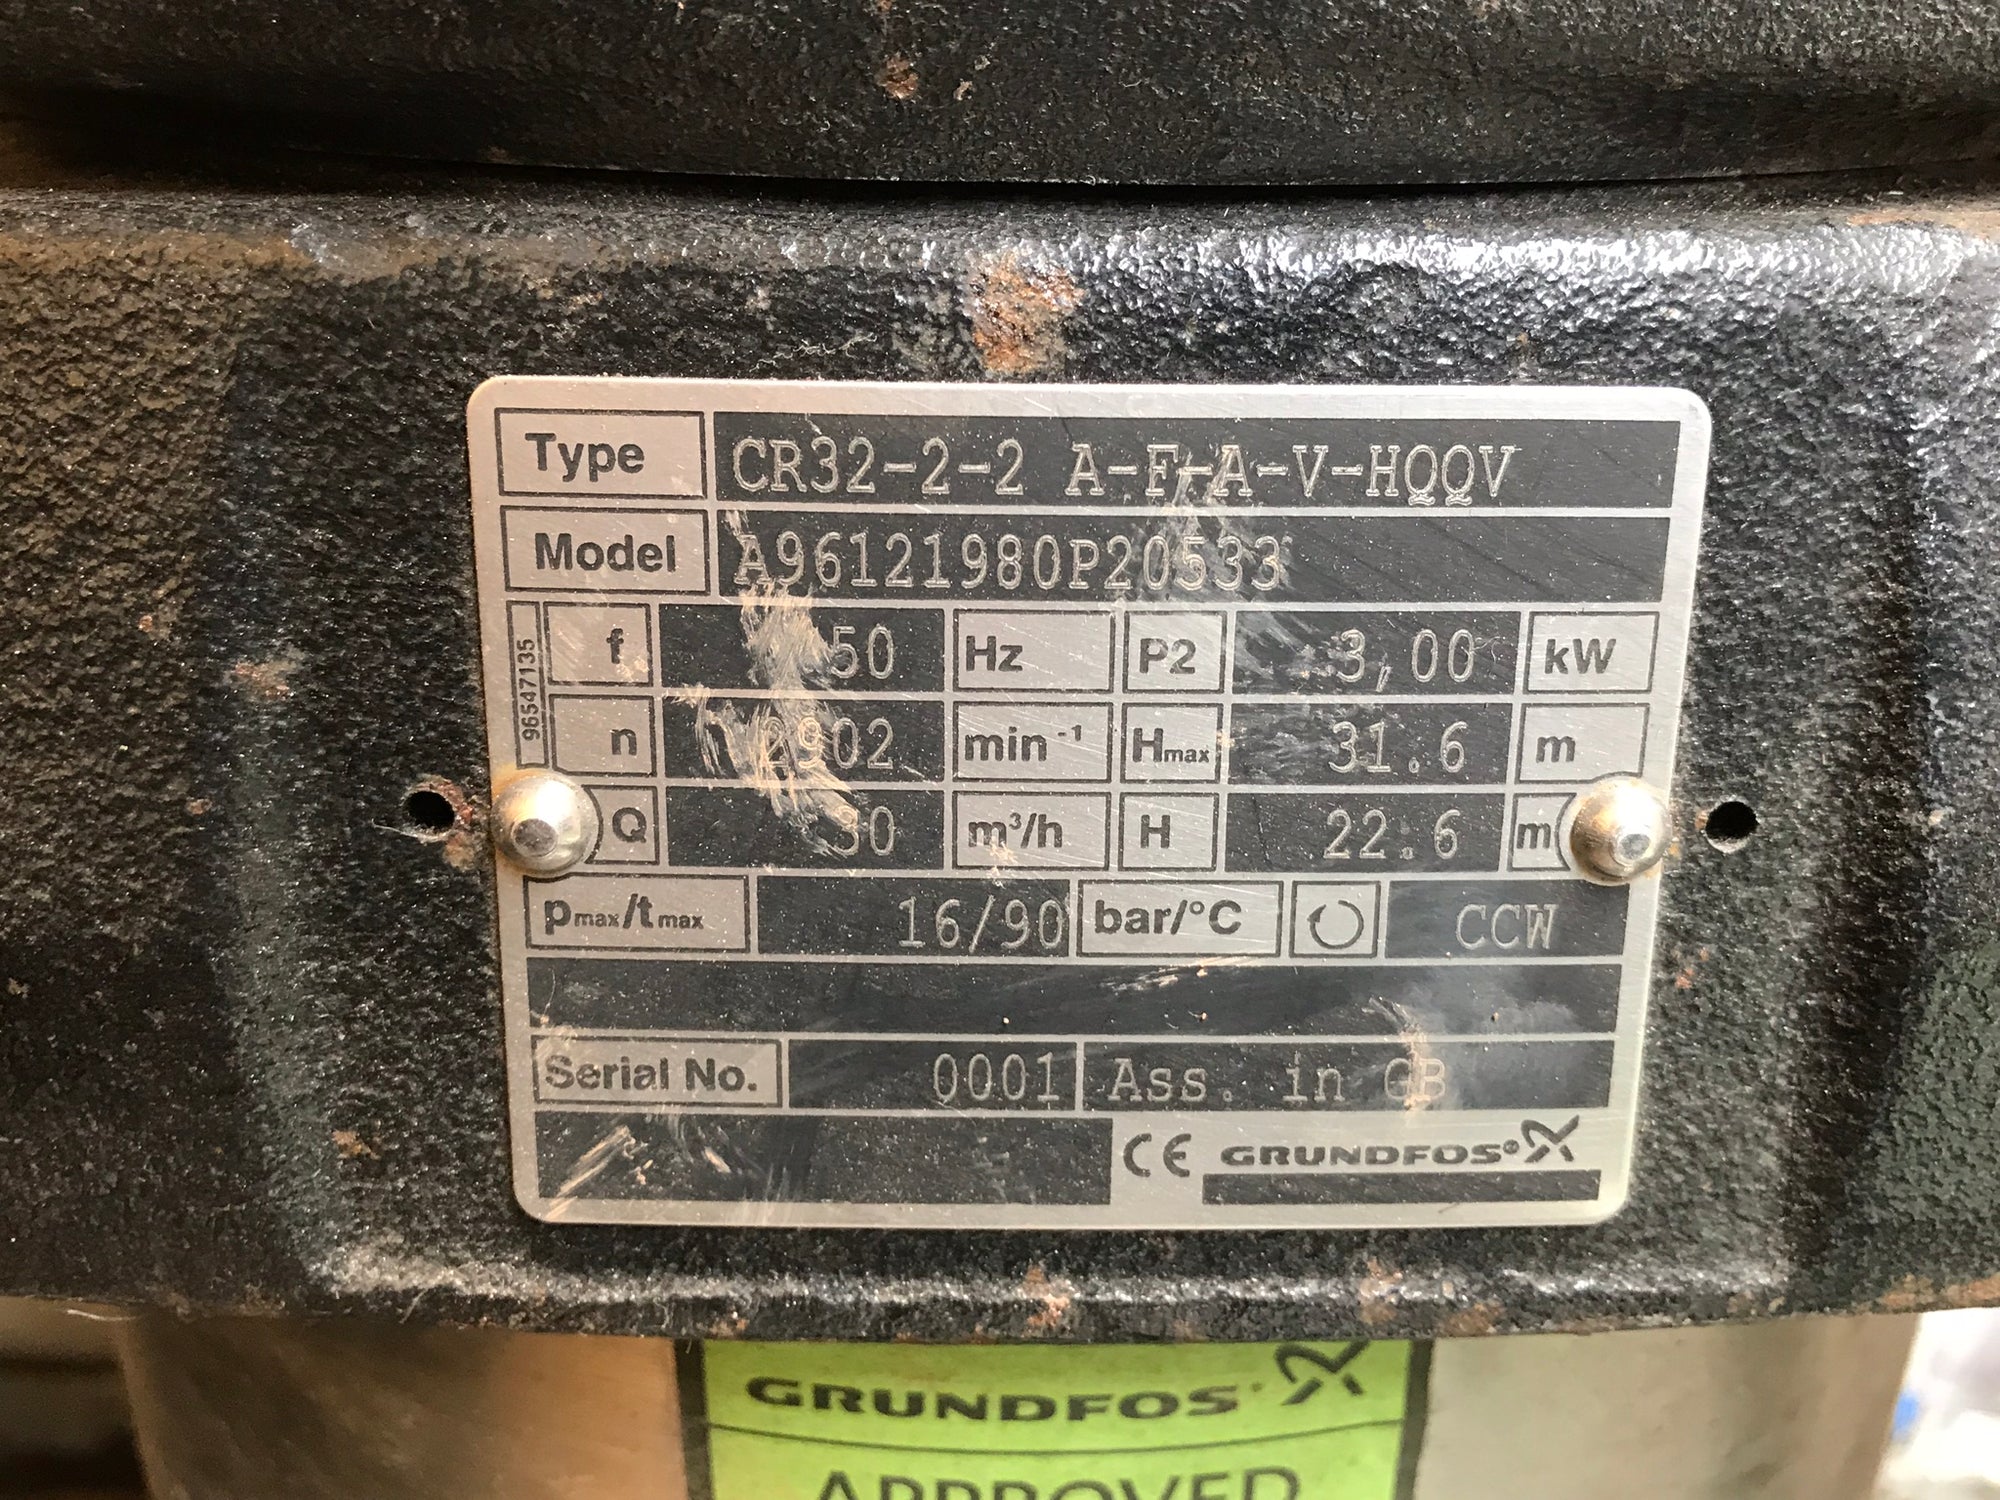 Type CR32-2-2 A-F-A-V-HQQV
Model A96121980P20533
96547135
f 50 Hz P2 3,00 kW
n 2902 min⁻¹ Hmax 31.6 m
Q 30 m³/h H 22.6 m
pmax/tmax 16/90 bar/°C CCW
Serial No. 0001 Ass. in GB
CE GRUNDFOS
GRUNDFOS
APPROVED